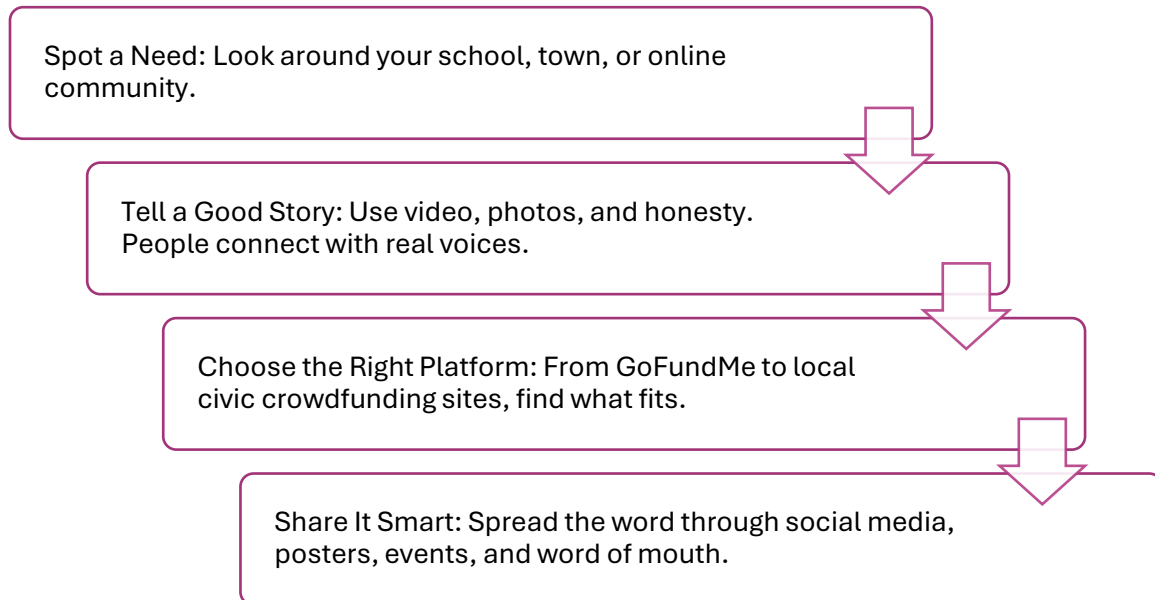 Spot a Need: Look around your school, town, or online
community.
Tell a Good Story: Use video, photos, and honesty.
People connect with real voices.
Choose the Right Platform: From GoFundMe to local
civic crowdfunding sites, find what fits.
Share It Smart: Spread the word through social media,
posters, events, and word of mouth.